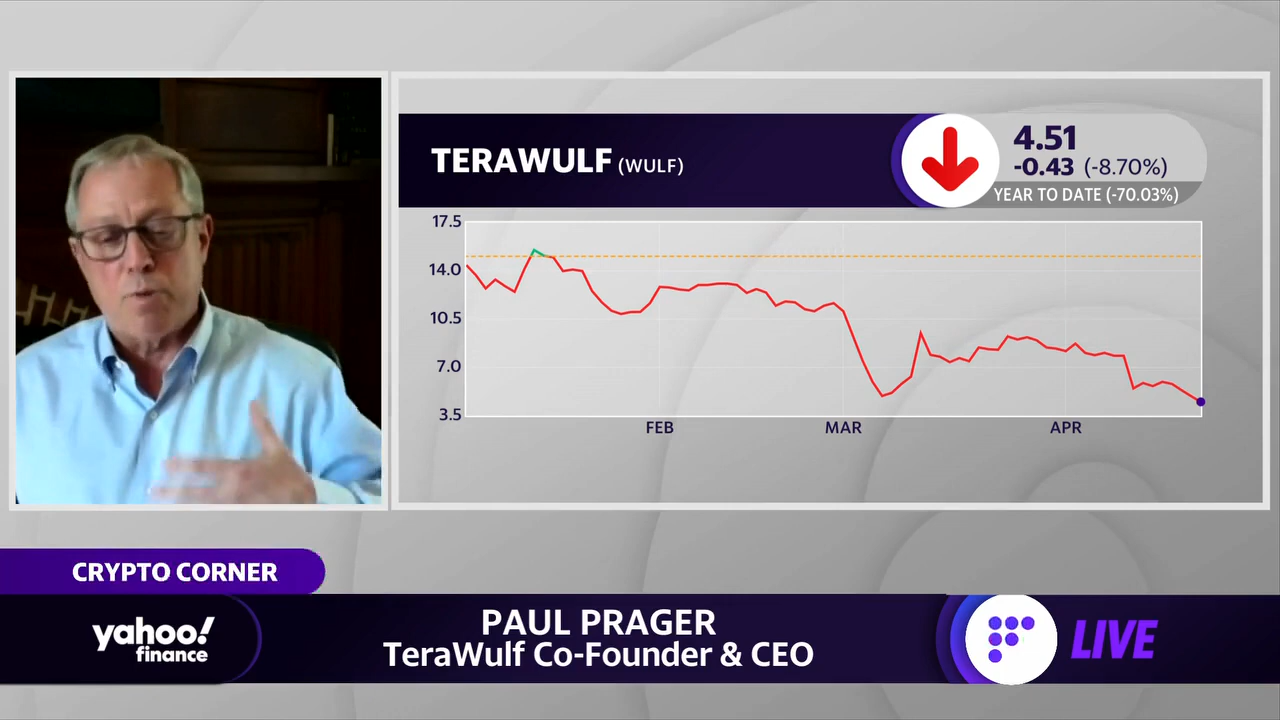 TERAWULF (WULF)
4.51
-0.43 (-8.70%)
YEAR TO DATE (-70.03%)
17.5
14.0
10.5
7.0
3.5
FEB MAR APR
CRYPTO CORNER
yahoo!
finance
PAUL PRAGER
TeraWulf Co-Founder & CEO
LIVE